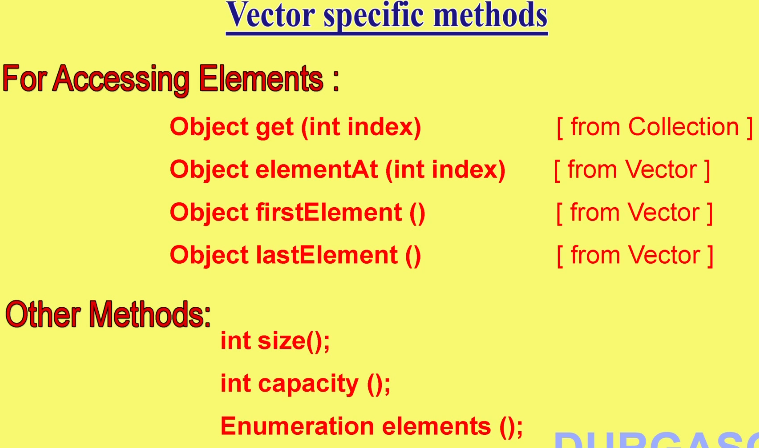 Vector specific methods
For Accessing Elements :
Object get (int index) [ from Collection ]
Object elementAt (int index) [ from Vector ]
Object firstElement () [ from Vector ]
Object lastElement () [ from Vector ]
Other Methods:
int size();
int capacity ();
Enumeration elements ();